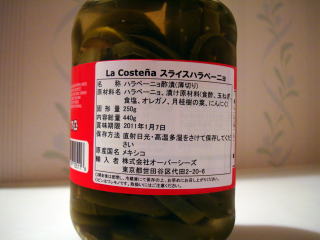 La Costeña スライスハラペーニョ
名 称 ハラペーニョ酢漬(薄切り)
原材料名 ハラペーニョ、漬け原材料(食酢、玉ねぎ、
食塩、オレガノ、月桂樹の葉、にんにく)
固 形 量 250g
内容総量 440g
賞味期限 2011年1月7日
保存方法 直射日光・高温多湿をさけて保存してくだ
さい。
原産国名 メキシコ
輸 入 者 株式会社オーバーシーズ
東京都世田谷区代田2-20-6